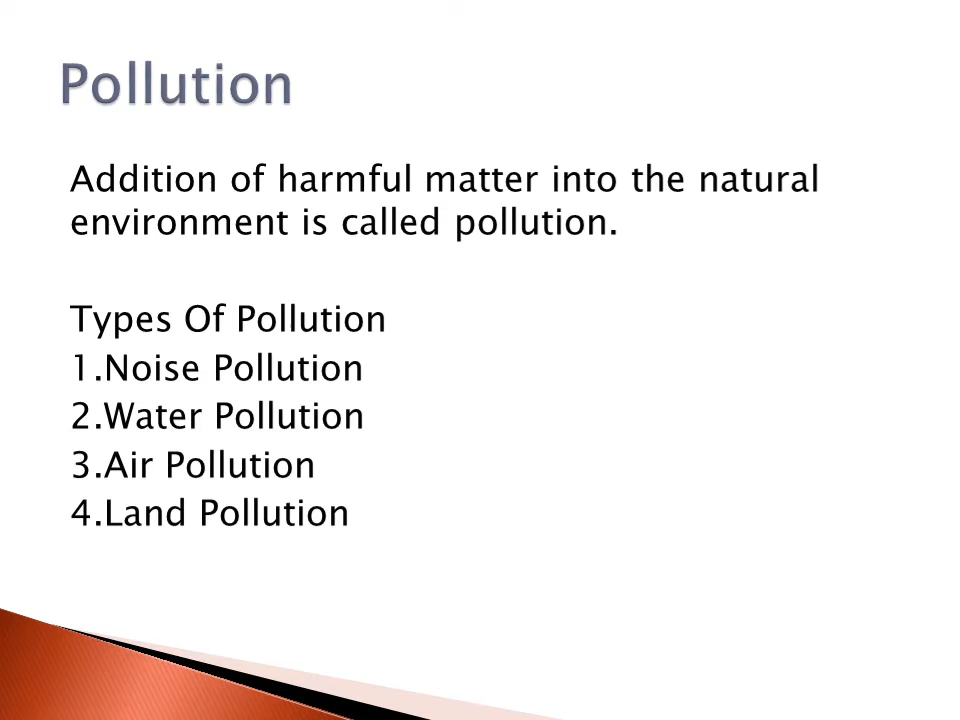 Pollution
Addition of harmful matter into the natural
environment is called pollution.
Types Of Pollution
1.Noise Pollution
2.Water Pollution
3.Air Pollution
4.Land Pollution